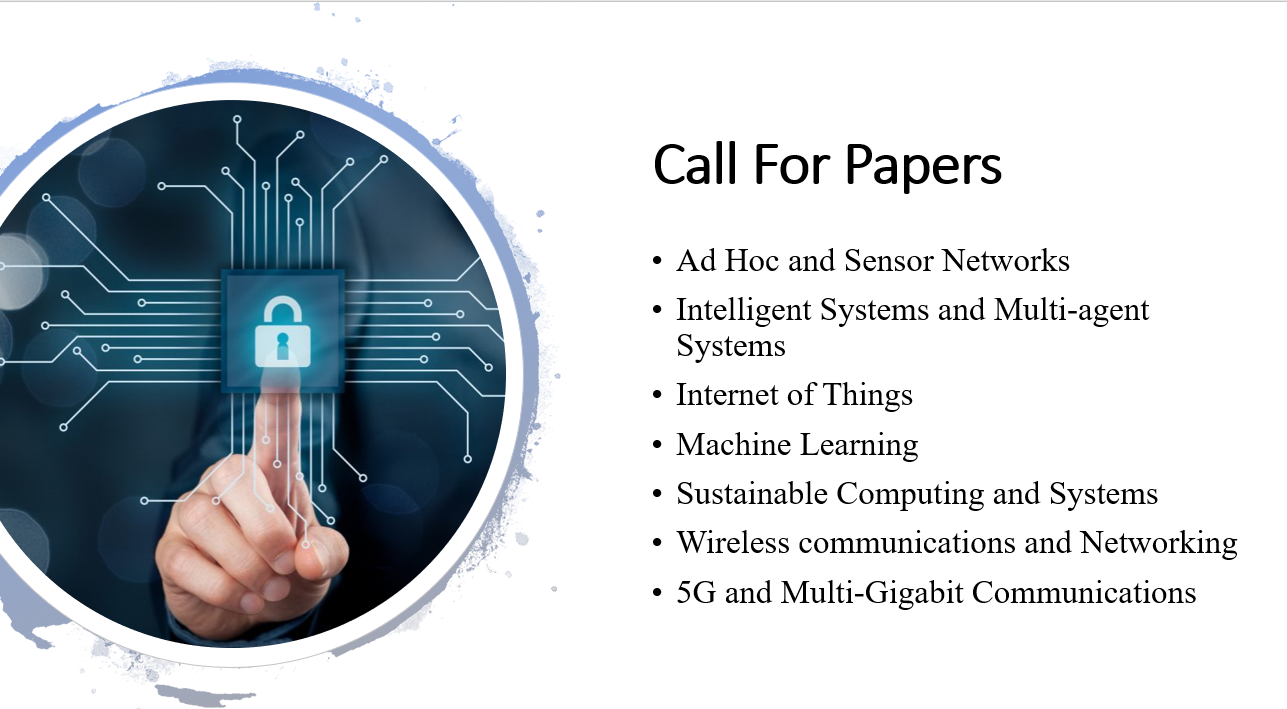 Call For Papers
• Ad Hoc and Sensor Networks
• Intelligent Systems and Multi-agent
Systems
• Internet of Things
• Machine Learning
• Sustainable Computing and Systems
• Wireless communications and Networking
• 5G and Multi-Gigabit Communications